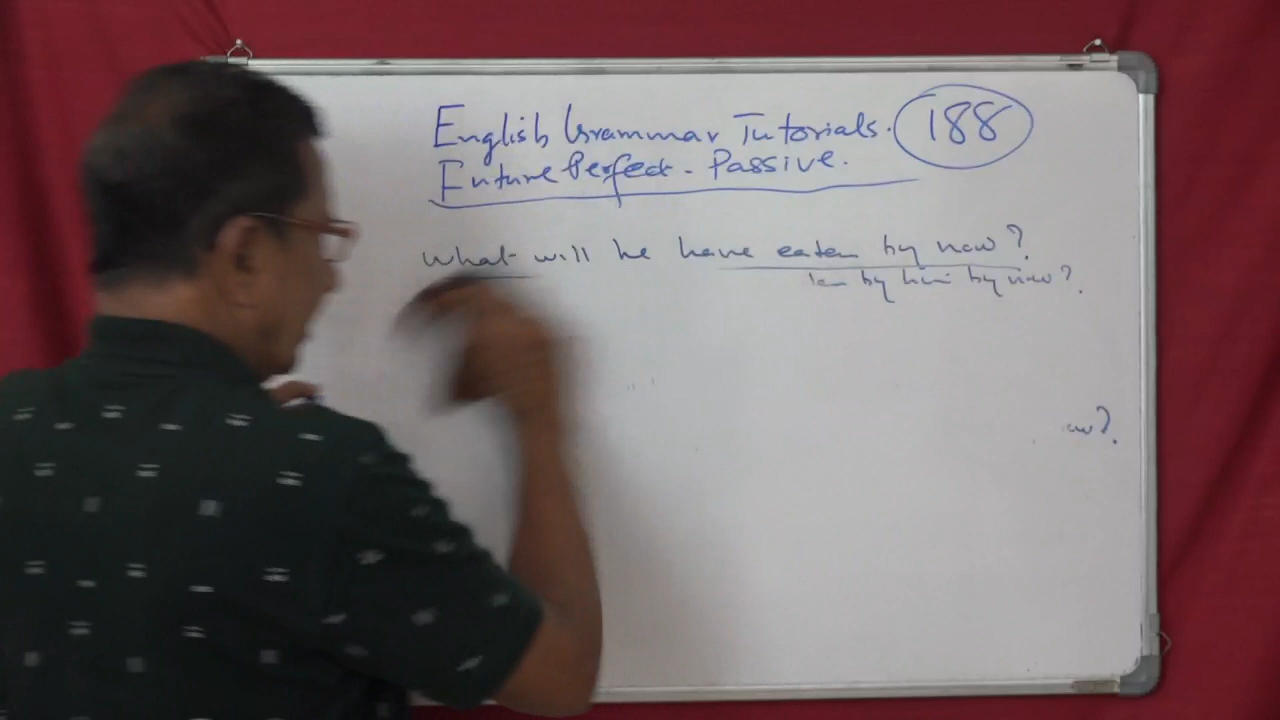 English Grammar Tutorials. 188
Future Perfect - Passive.
What will he have eaten by now?
by him by now?